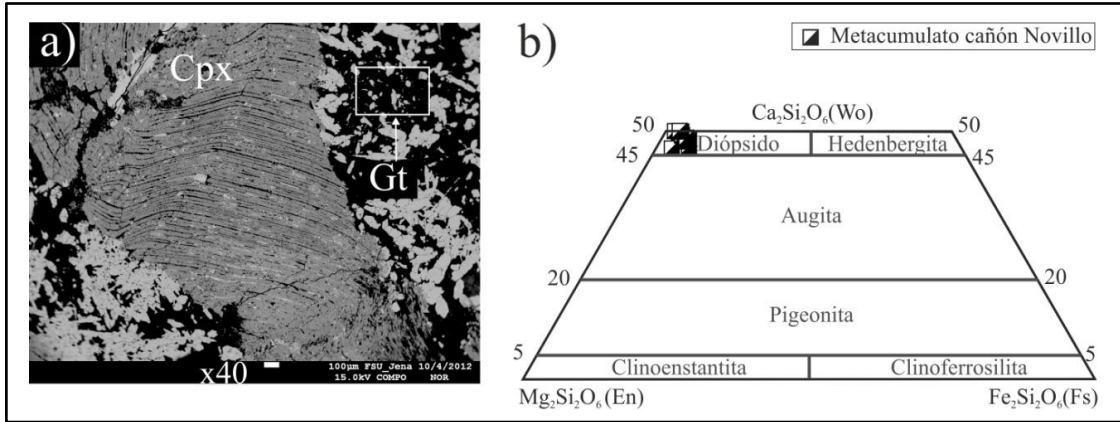 a)
Cpx
Gt
x40
100μm FSU_Jena 10/4/2012
15.0kV COMPO NOR
b)
Metacumulato cañón Novillo
Ca₂Si₂O₆(Wo)
50 50
Diópsido Hedenbergita
45 45
Augita
20 20
Pigeonita
5 5
Clinoenstantita Clinoferrosilita
Mg₂Si₂O₆(En) Fe₂Si₂O₆(Fs)